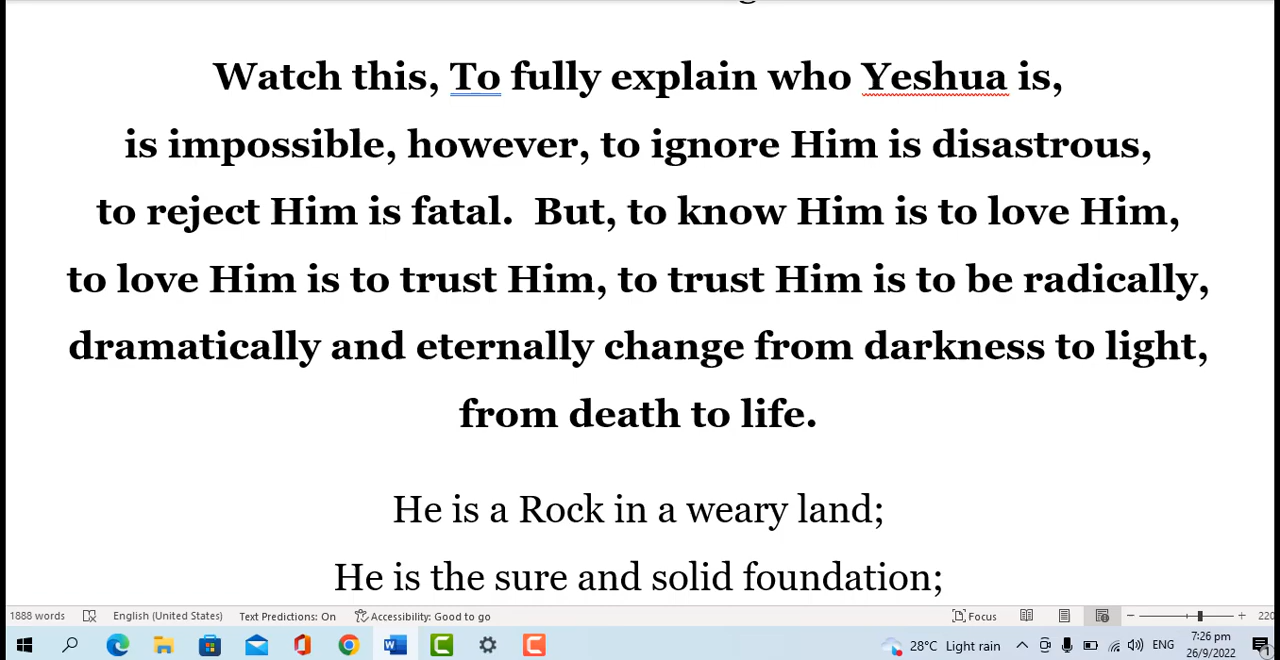 Watch this, To fully explain who Yeshua is,
is impossible, however, to ignore Him is disastrous,
to reject Him is fatal.  But, to know Him is to love Him,
to love Him is to trust Him, to trust Him is to be radically,
dramatically and eternally change from darkness to light,
from death to life.
He is a Rock in a weary land;
He is the sure and solid foundation;
1888 words English (United States) Text Predictions: On Accessibility: Good to go Focus 220
28°C Light rain ENG 7:26 pm
26/9/2022